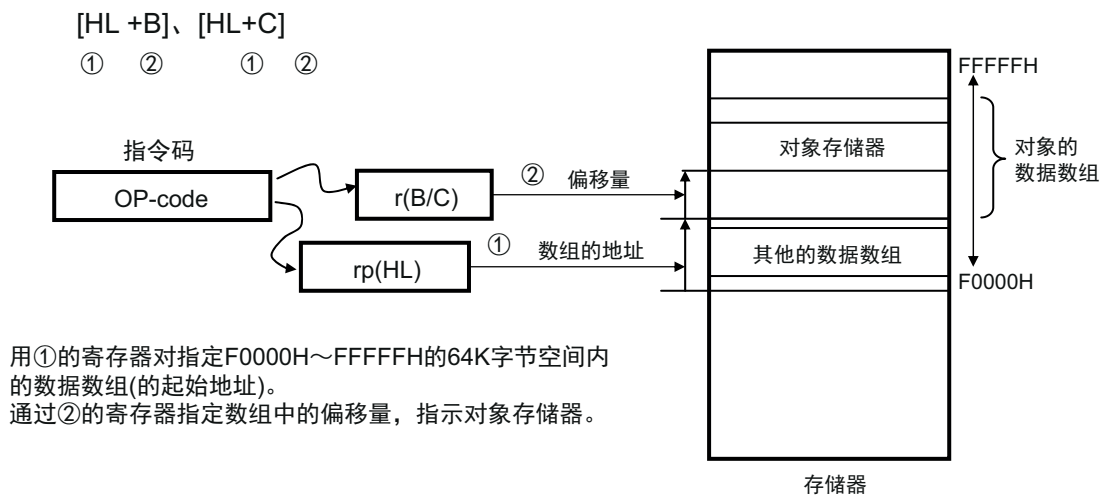 [HL +B]、[HL+C]
① ② ① ②
FFFFFH
指令码
对象存储器
对象的
数据数组
OP-code
r(B/C)
② 偏移量
rp(HL)
① 数组的地址
其他的数据数组
F0000H
用①的寄存器对指定F0000H～FFFFFH的64K字节空间内
的数据数组(的起始地址)。
通过②的寄存器指定数组中的偏移量，指示对象存储器。
存储器